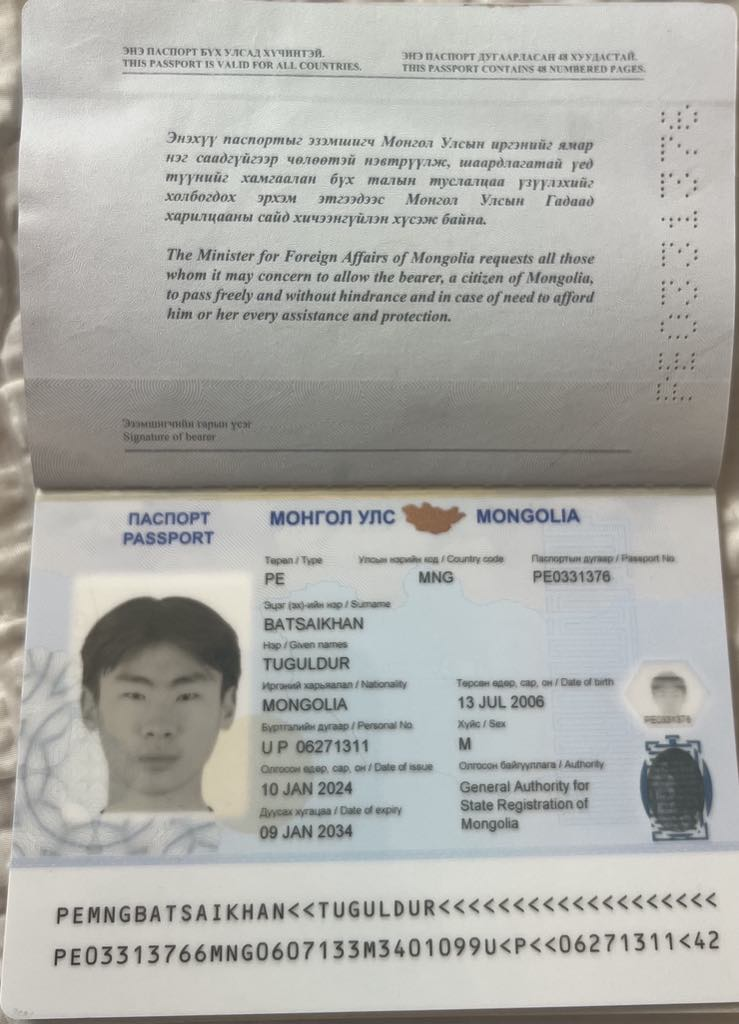 ЭНЭ ПАСПОРТ БҮХ УЛСАД ХҮЧИНТЭЙ.
THIS PASSPORT IS VALID FOR ALL COUNTRIES.
ЭНЭ ПАСПОРТ ДУГААРЛАСАН 48 ХУУДАСТАЙ.
THIS PASSPORT CONTAINS 48 NUMBERED PAGES.
Энэхүү паспортыг эзэмшигч Монгол Улсын иргэнийг ямар
нэг саадгүйгээр чөлөөтэй нэвтрүүлж, шаардлагатай үед
түүнийг хамгаалан бүх талын туслалцаа үзүүлэхийг
холбогдох эрхэм этгээдээс Монгол Улсын Гадаад
харилцааны сайд хичээнгүйлэн хүсэж байна.
The Minister for Foreign Affairs of Mongolia requests all those
whom it may concern to allow the bearer, a citizen of Mongolia,
to pass freely and without hindrance and in case of need to afford
him or her every assistance and protection.
Эзэмшигчийн гарын үсэг
Signature of bearer
ПАСПОРТ
PASSPORT
МОНГОЛ УЛС MONGOLIA
Төрөл / Type Улсын нэрийн код / Country code Паспортын дугаар / Passport No
PE MNG PE0331376
Эцэг (эх)-ийн нэр / Surname
BATSAIKHAN
Нэр / Given names
TUGULDUR
Иргэний харьяалал / Nationality Төрсөн өдөр, сар, он / Date of birth
MONGOLIA 13 JUL 2006
Бүртгэлийн дугаар / Personal No Хүйс / Sex
U P 06271311 M
Олгосон өдөр, сар, он / Date of issue Олгосон байгууллага / Authority
10 JAN 2024 General Authority for
State Registration of
Mongolia
Дуусах хугацаа / Date of expiry
09 JAN 2034
PE0331376
PEMNGBATSAIKHAN<<TUGULDUR<<<<<<<<<<<<<<<<<<<
PE03313766MNG0607133M3401099U<P<<06271311<42